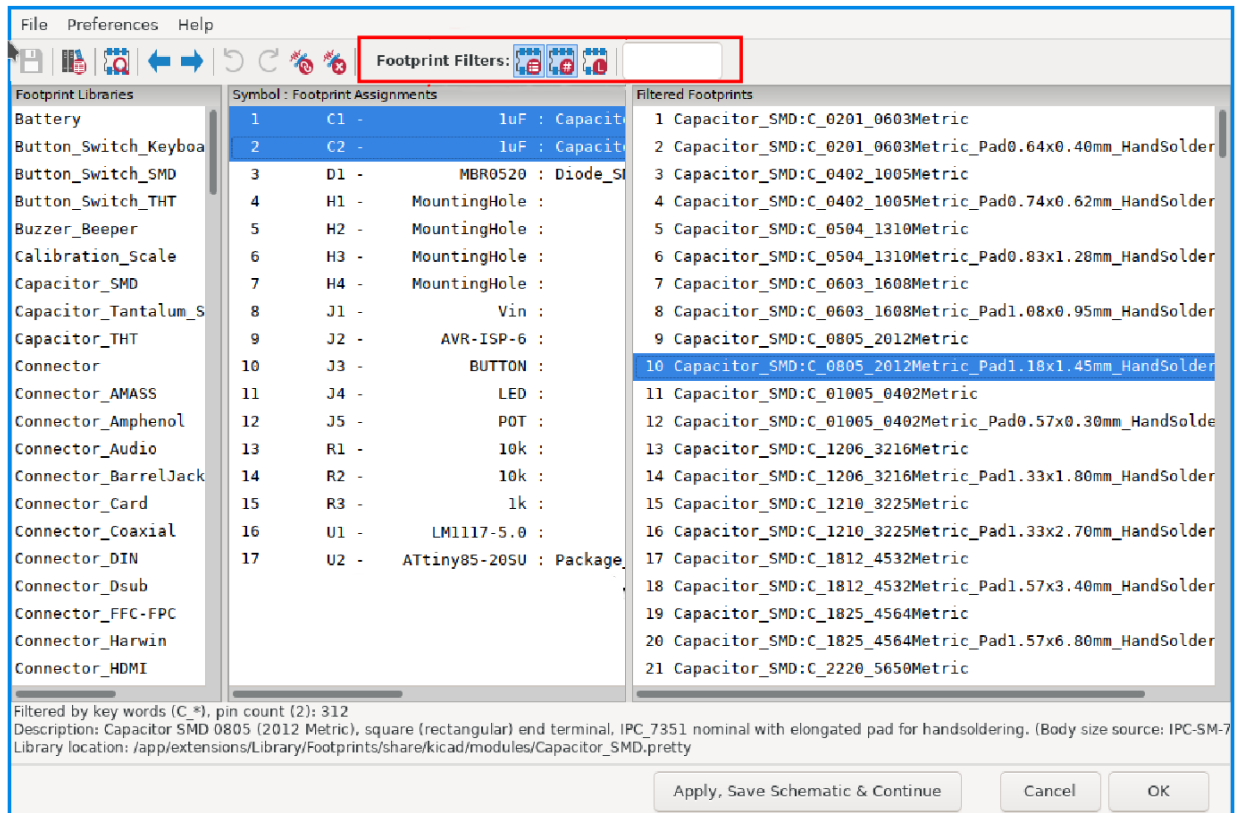 File Preferences Help
Footprint Filters:
Footprint Libraries
Battery
Button_Switch_Keyboa
Button_Switch_SMD
Button_Switch_THT
Buzzer_Beeper
Calibration_Scale
Capacitor_SMD
Capacitor_Tantalum_S
Capacitor_THT
Connector
Connector_AMASS
Connector_Amphenol
Connector_Audio
Connector_BarrelJack
Connector_Card
Connector_Coaxial
Connector_DIN
Connector_Dsub
Connector_FFC-FPC
Connector_Harwin
Connector_HDMI
Symbol : Footprint Assignments
1 C1 - 1uF : Capacit
2 C2 - 1uF : Capacit
3 D1 - MBR0520 : Diode_S
4 H1 - MountingHole :
5 H2 - MountingHole :
6 H3 - MountingHole :
7 H4 - MountingHole :
8 J1 - Vin :
9 J2 - AVR-ISP-6 :
10 J3 - BUTTON :
11 J4 - LED :
12 J5 - POT :
13 R1 - 10k :
14 R2 - 10k :
15 R3 - 1k :
16 U1 - LM1117-5.0 :
17 U2 - ATtiny85-20SU : Package_
Filtered Footprints
1 Capacitor_SMD:C_0201_0603Metric
2 Capacitor_SMD:C_0201_0603Metric_Pad0.64x0.40mm_HandSolder
3 Capacitor_SMD:C_0402_1005Metric
4 Capacitor_SMD:C_0402_1005Metric_Pad0.74x0.62mm_HandSolder
5 Capacitor_SMD:C_0504_1310Metric
6 Capacitor_SMD:C_0504_1310Metric_Pad0.83x1.28mm_HandSolder
7 Capacitor_SMD:C_0603_1608Metric
8 Capacitor_SMD:C_0603_1608Metric_Pad1.08x0.95mm_HandSolder
9 Capacitor_SMD:C_0805_2012Metric
10 Capacitor_SMD:C_0805_2012Metric_Pad1.18x1.45mm_HandSolder
11 Capacitor_SMD:C_01005_0402Metric
12 Capacitor_SMD:C_01005_0402Metric_Pad0.57x0.30mm_HandSolde
13 Capacitor_SMD:C_1206_3216Metric
14 Capacitor_SMD:C_1206_3216Metric_Pad1.33x1.80mm_HandSolder
15 Capacitor_SMD:C_1210_3225Metric
16 Capacitor_SMD:C_1210_3225Metric_Pad1.33x2.70mm_HandSolder
17 Capacitor_SMD:C_1812_4532Metric
18 Capacitor_SMD:C_1812_4532Metric_Pad1.57x3.40mm_HandSolder
19 Capacitor_SMD:C_1825_4564Metric
20 Capacitor_SMD:C_1825_4564Metric_Pad1.57x6.80mm_HandSolder
21 Capacitor_SMD:C_2220_5650Metric
Filtered by key words (C_*), pin count (2): 312
Description: Capacitor SMD 0805 (2012 Metric), square (rectangular) end terminal, IPC_7351 nominal with elongated pad for handsoldering. (Body size source: IPC-SM-7
Library location: /app/extensions/Library/Footprints/share/kicad/modules/Capacitor_SMD.pretty
Apply, Save Schematic & Continue Cancel OK